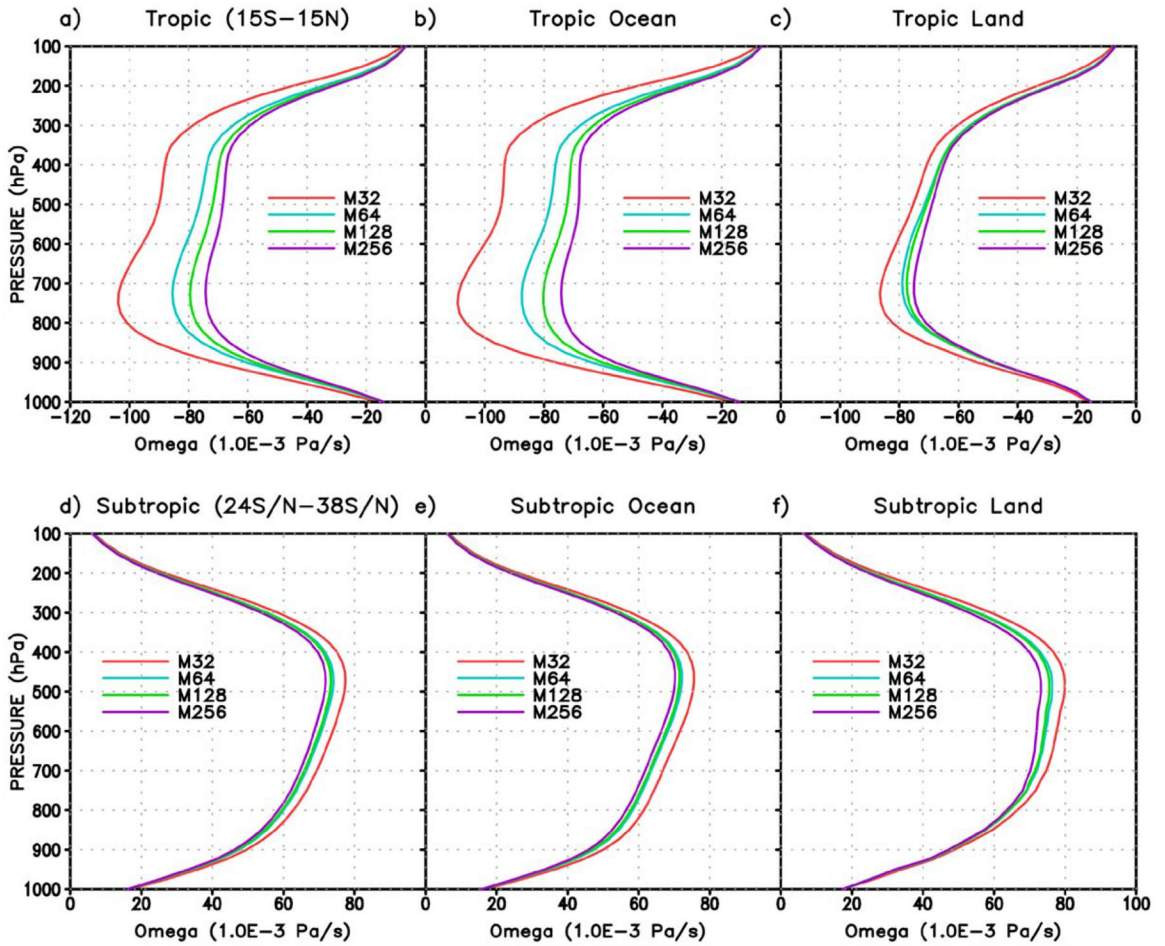 a) Tropic (15S−15N) b) Tropic Ocean c) Tropic Land
100
200
300
400
500
600
700
800
900
1000
PRESSURE (hPa)
M32
M64
M128
M256
M32
M64
M128
M256
M32
M64
M128
M256
−120 −100 −80 −60 −40 −20 0 −100 −80 −60 −40 −20 0 −100 −80 −60 −40 −20 0
Omega (1.0E−3 Pa/s) Omega (1.0E−3 Pa/s) Omega (1.0E−3 Pa/s)
d) Subtropic (24S/N−38S/N) e) Subtropic Ocean f) Subtropic Land
100
200
300
400
500
600
700
800
900
1000
PRESSURE (hPa)
M32
M64
M128
M256
M32
M64
M128
M256
M32
M64
M128
M256
0 20 40 60 80 0 20 40 60 80 0 20 40 60 80 100
Omega (1.0E−3 Pa/s) Omega (1.0E−3 Pa/s) Omega (1.0E−3 Pa/s)